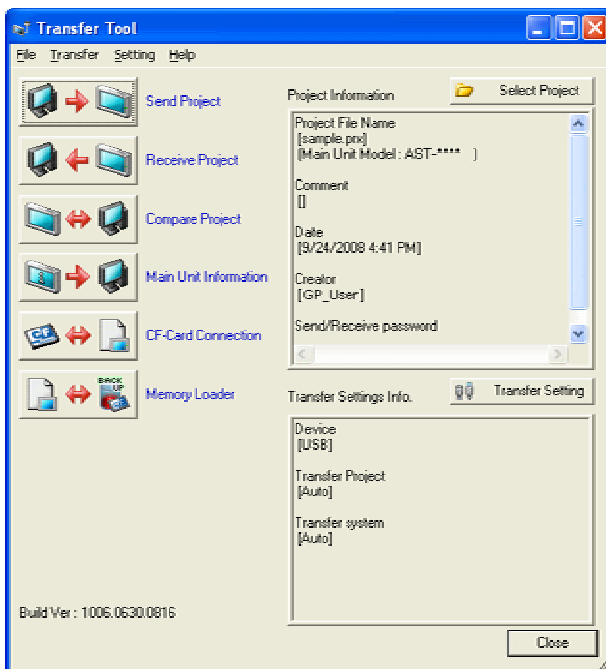 Transfer Tool
File Transfer Setting Help
Send Project
Receive Project
Compare Project
Main Unit Information
CF
CF-Card Connection
BACK
UP
Memory Loader
Project Information
Select Project
Project File Name
[sample.prx]
(Main Unit Model : AST-**** )
Comment
[]
Date
[9/24/2008 4:41 PM]
Creator
[GP_User]
Send/Receive password
Transfer Settings Info.
Transfer Setting
Device
[USB]
Transfer Project
[Auto]
Transfer system
[Auto]
Build Ver : 1006.0630.0816
Close